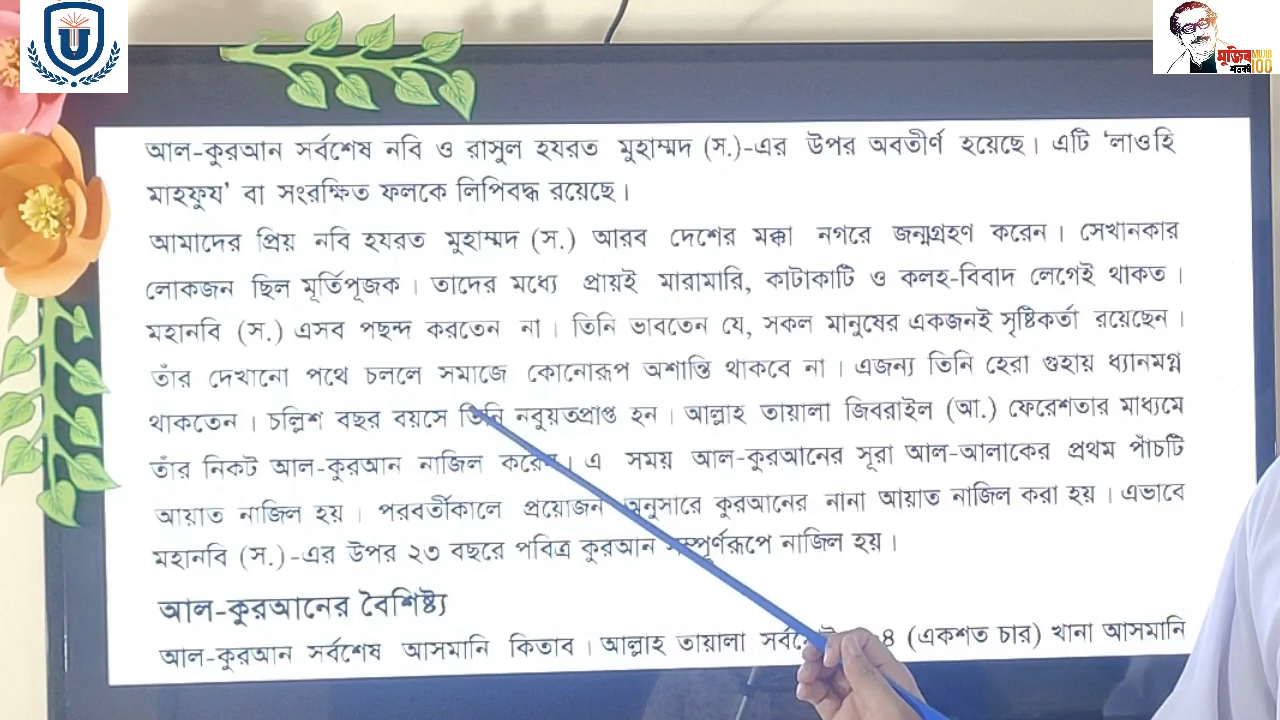 আল-কুরআন সর্বশেষ নবি ও রাসুল হযরত মুহাম্মদ (স.)-এর উপর অবতীর্ণ হয়েছে। এটি 'লাওহি
মাহফুয' বা সংরক্ষিত ফলকে লিপিবদ্ধ রয়েছে।
আমাদের প্রিয় নবি হযরত মুহাম্মদ (স.) আরব দেশের মক্কা নগরে জন্মগ্রহণ করেন। সেখানকার
লোকজন ছিল মূর্তিপূজক। তাদের মধ্যে প্রায়ই মারামারি, কাটাকাটি ও কলহ-বিবাদ লেগেই থাকত।
মহানবি (স.) এসব পছন্দ করতেন না। তিনি ভাবতেন যে, সকল মানুষের একজনই সৃষ্টিকর্তা রয়েছেন।
তাঁর দেখানো পথে চললে সমাজে কোনোরূপ অশান্তি থাকবে না। এজন্য তিনি হেরা গুহায় ধ্যানমগ্ন
থাকতেন। চল্লিশ বছর বয়সে তিনি নবুয়তপ্রাপ্ত হন। আল্লাহ তায়ালা জিবরাইল (আ.) ফেরেশতার মাধ্যমে
তাঁর নিকট আল-কুরআন নাজিল করেন। এ সময় আল-কুরআনের সূরা আল-আলাকের প্রথম পাঁচটি
আয়াত নাজিল হয়। পরবর্তীকালে প্রয়োজন অনুসারে কুরআনের নানা আয়াত নাজিল করা হয়। এভাবে
মহানবি (স.)-এর উপর ২৩ বছরে পবিত্র কুরআন সম্পূর্ণরূপে নাজিল হয়।
আল-কুরআনের বৈশিষ্ট্য
আল-কুরআন সর্বশেষ আসমানি কিতাব। আল্লাহ তায়ালা (একশত চার) খানা আসমানি
মুজিব MUJIB
শতবর্ষ 100